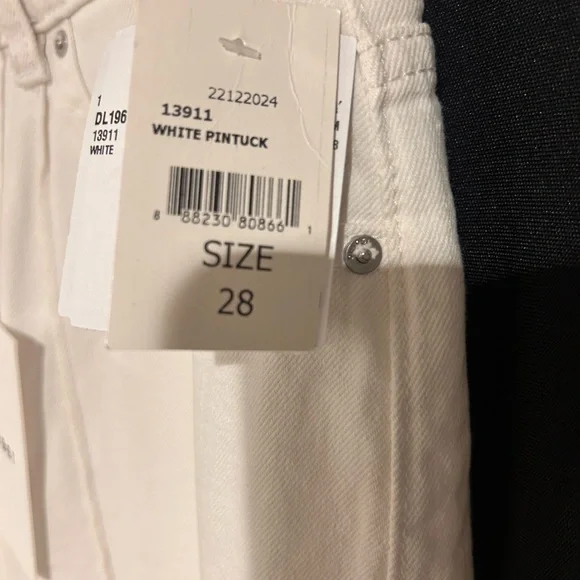 22122024
13911
WHITE PINTUCK
8 88230 80866 1
SIZE
28
1
DL196
13911
WHITE